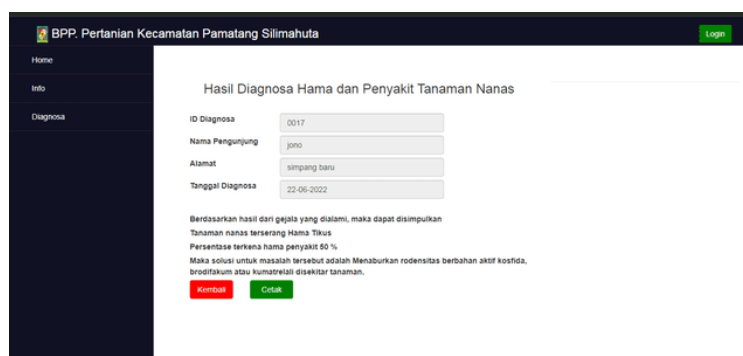 BPP. Pertanian Kecamatan Pamatang Silimahuta
Login
Home
Info
Diagnosa
Hasil Diagnosa Hama dan Penyakit Tanaman Nanas
ID Diagnosa
0017
Nama Pengunjung
jono
Alamat
simpang baru
Tanggal Diagnosa
22-06-2022
Berdasarkan hasil dari gejala yang dialami, maka dapat disimpulkan
Tanaman nanas terserang Hama Tikus
Persentase terkena hama penyakit 50 %
Maka solusi untuk masalah tersebut adalah Menaburkan rodensitas berbahan aktif kosfida,
brodifakum atau kumatrelali disekitar tanaman.
Kembali
Cetak